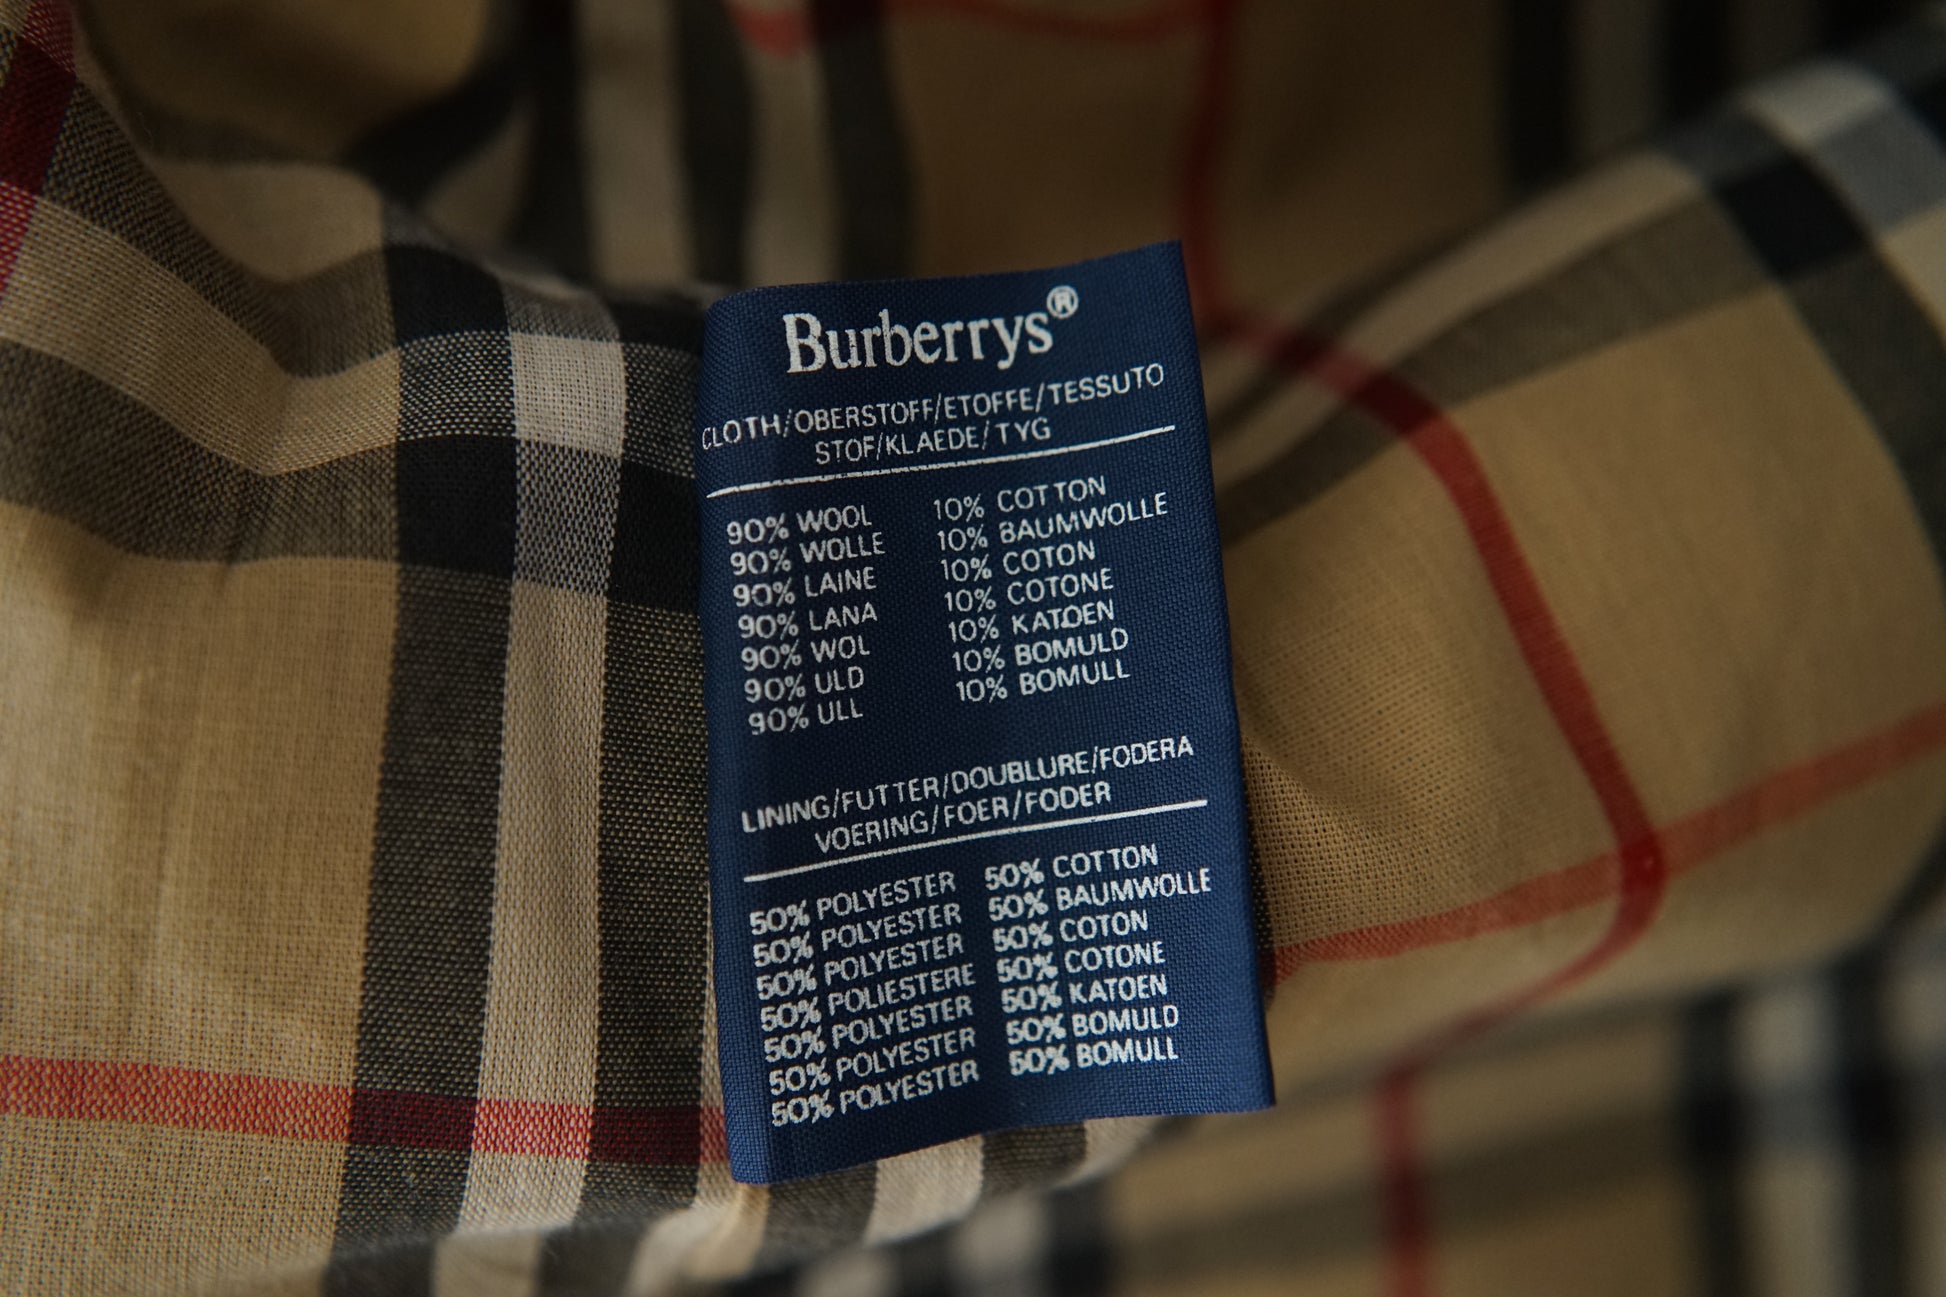 Burberrys®
CLOTH/OBERSTOFF/ETOFFE/TESSUTO
STOF/KLAEDE/TYG
90% WOOL 10% COTTON
90% WOLLE 10% BAUMWOLLE
90% LAINE 10% COTON
90% LANA 10% COTONE
90% WOL 10% KATOEN
90% ULD 10% BOMULD
90% ULL 10% BOMULL
LINING/FUTTER/DOUBLURE/FODERA
VOERING/FOER/FODER
50% POLYESTER 50% COTTON
50% POLYESTER 50% BAUMWOLLE
50% POLYESTER 50% COTON
50% POLIESTERE 50% COTONE
50% POLYESTER 50% KATOEN
50% POLYESTER 50% BOMULD
50% POLYESTER 50% BOMULL